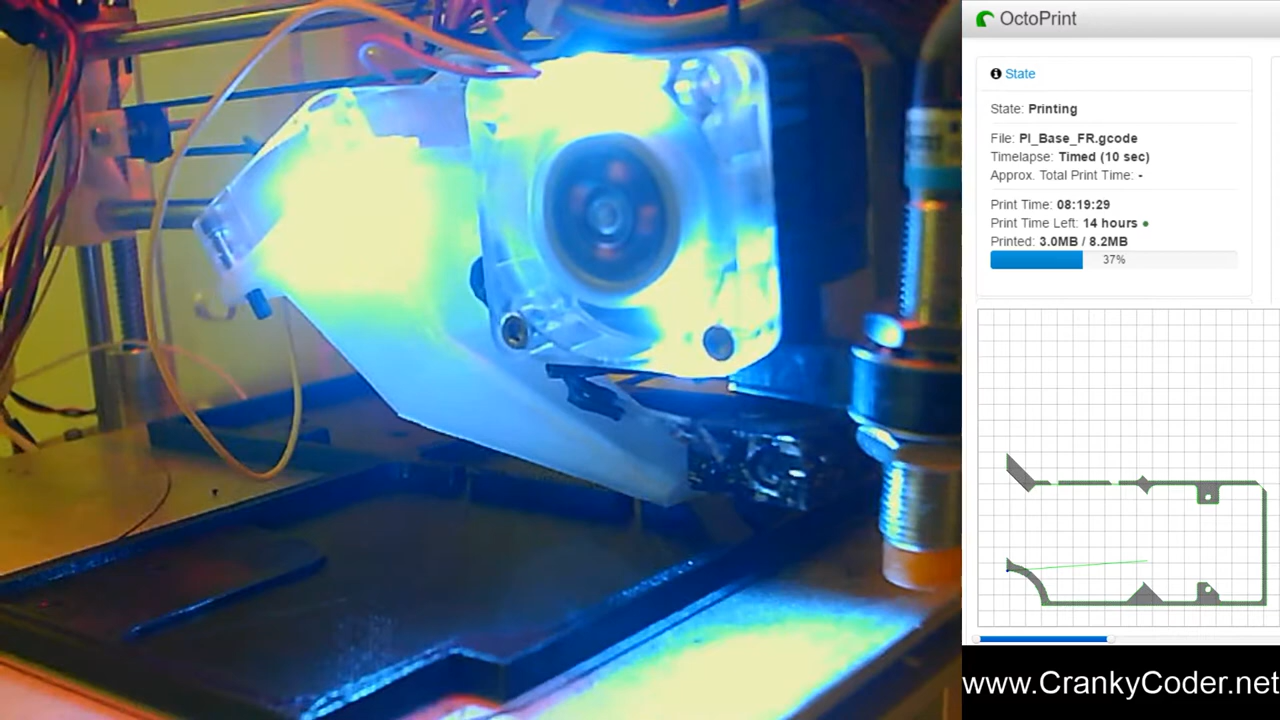 OctoPrint
State
State: Printing
File: PI_Base_FR.gcode
Timelapse: Timed (10 sec)
Approx. Total Print Time: -
Print Time: 08:19:29
Print Time Left: 14 hours
Printed: 3.0MB / 8.2MB
37%
www.CrankyCoder.net